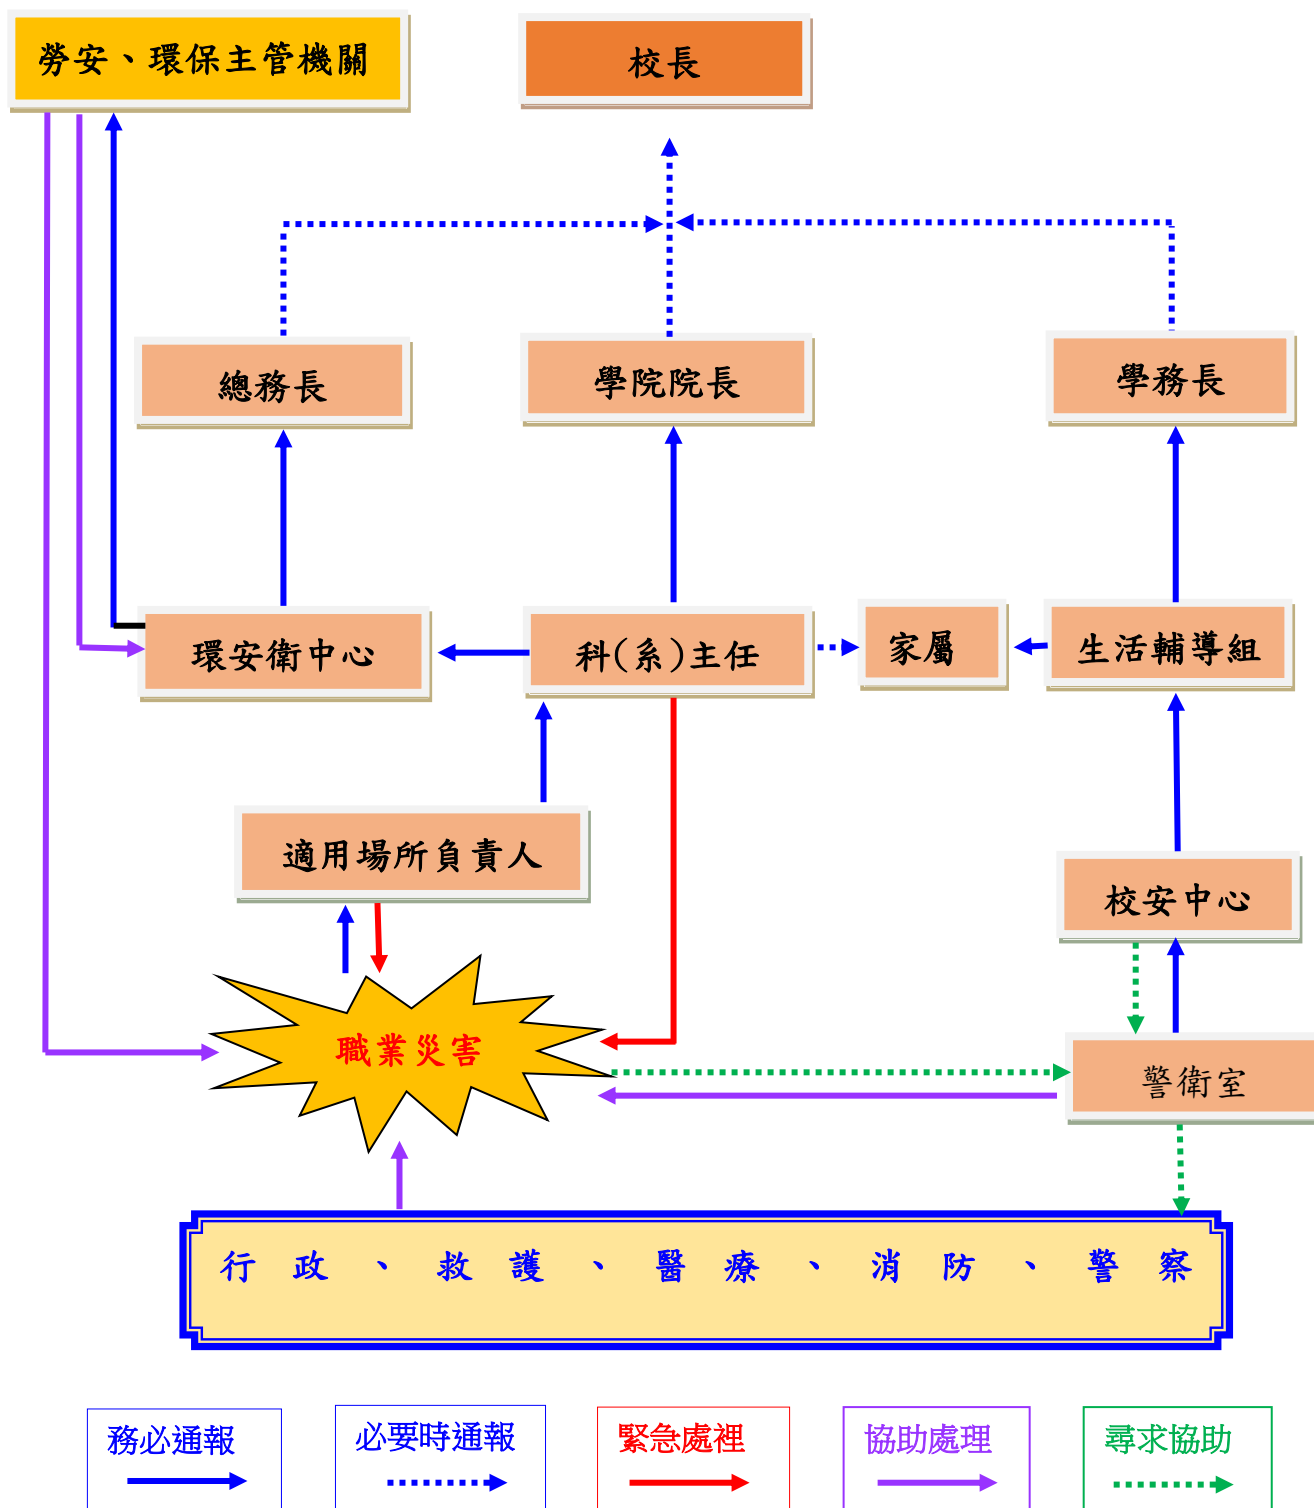 勞安、環保主管機關
校長
總務長
學院院長
學務長
環安衛中心
科(系)主任
家屬
生活輔導組
適用場所負責人
校安中心
職業災害
警衛室
行政、救護、醫療、消防、警察
務必通報
必要時通報
緊急處裡
協助處理
尋求協助